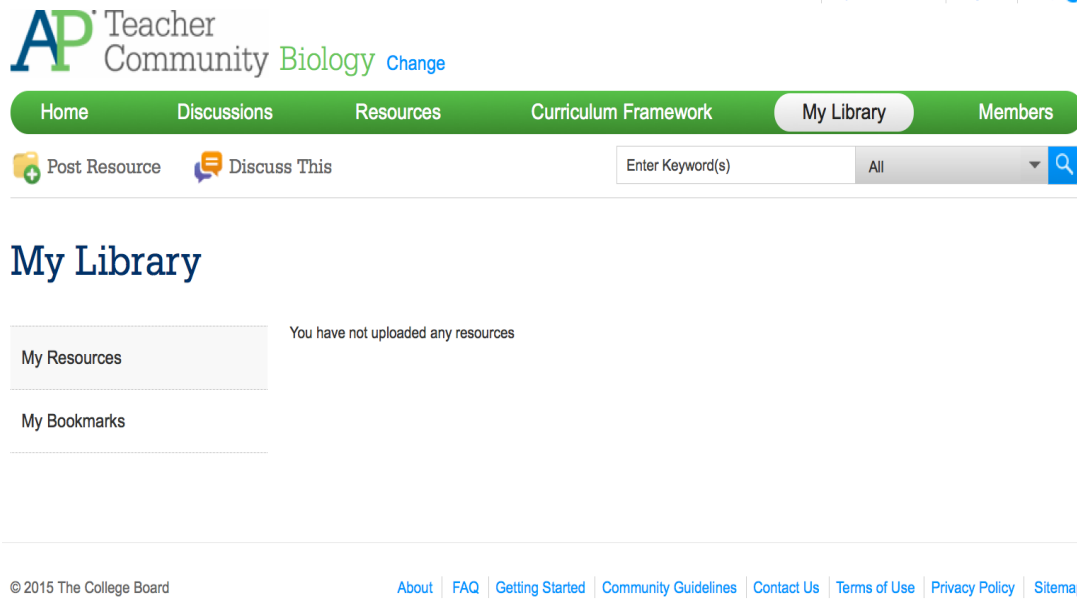 AP Teacher
Community Biology Change
Home Discussions Resources Curriculum Framework My Library Members
Post Resource Discuss This Enter Keyword(s) All
My Library
You have not uploaded any resources
My Resources
My Bookmarks
© 2015 The College Board About FAQ Getting Started Community Guidelines Contact Us Terms of Use Privacy Policy Sitema